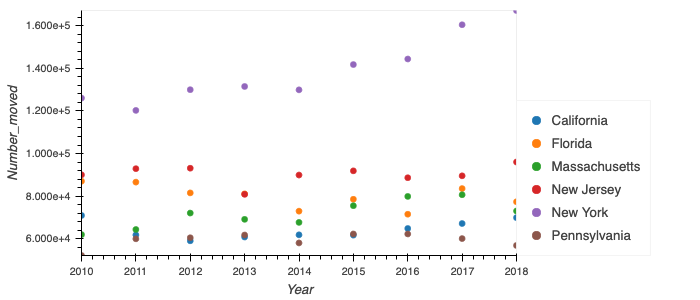 1.600e+5
1.400e+5
1.200e+5
1.000e+5
8.000e+4
6.000e+4
Number_moved
2010 2011 2012 2013 2014 2015 2016 2017 2018
Year
California
Florida
Massachusetts
New Jersey
New York
Pennsylvania